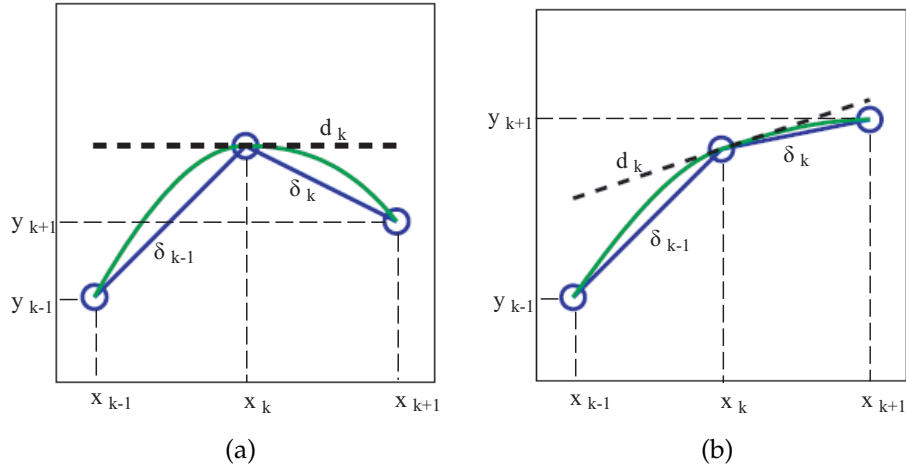 d k
δ k
y k+1
δ k-1
y k-1
x k-1
x k
x k+1
(a)
y k+1
d k
δ k
δ k-1
y k-1
x k-1
x k
x k+1
(b)